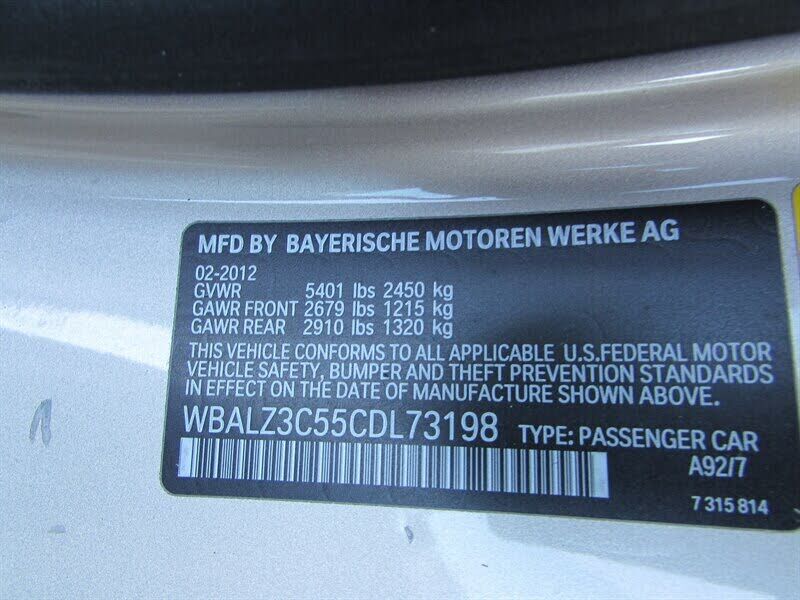 MFD BY BAYERISCHE MOTOREN WERKE AG
02-2012
GVWR 5401 lbs 2450 kg
GAWR FRONT 2679 lbs 1215 kg
GAWR REAR 2910 lbs 1320 kg
THIS VEHICLE CONFORMS TO ALL APPLICABLE U.S.FEDERAL MOTOR
VEHICLE SAFETY, BUMPER AND THEFT PREVENTION STANDARDS
IN EFFECT ON THE DATE OF MANUFACTURE SHOWN ABOVE.
WBALZ3C55CDL73198 TYPE: PASSENGER CAR
A92/7
7 315 814